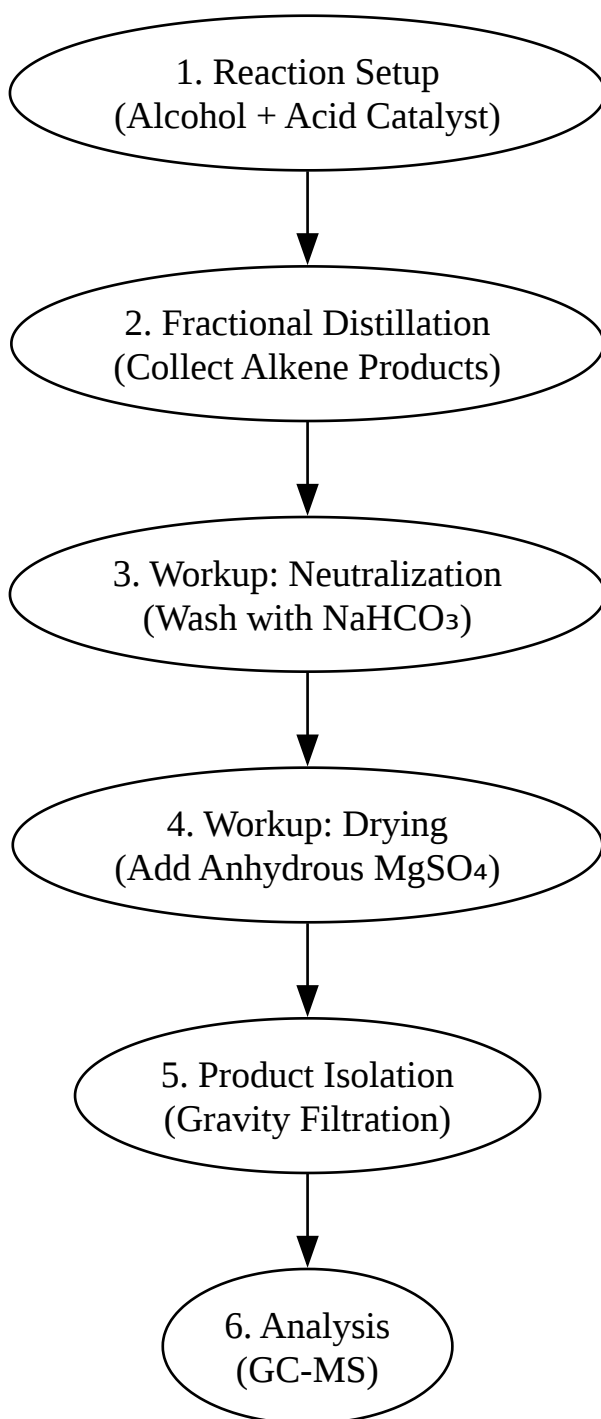 1. Reaction Setup
(Alcohol + Acid Catalyst)
2. Fractional Distillation
(Collect Alkene Products)
3. Workup: Neutralization
(Wash with NaHCO₃)
4. Workup: Drying
(Add Anhydrous MgSO₄)
5. Product Isolation
(Gravity Filtration)
6. Analysis
(GC-MS)